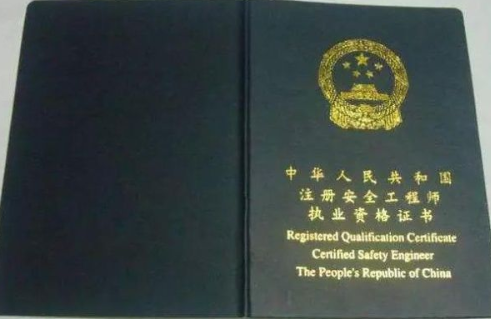 中华人民共和国
注册安全工程师
执业资格证书
Registered Qualification Certificate
Certified Safety Engineer
The People's Republic of China